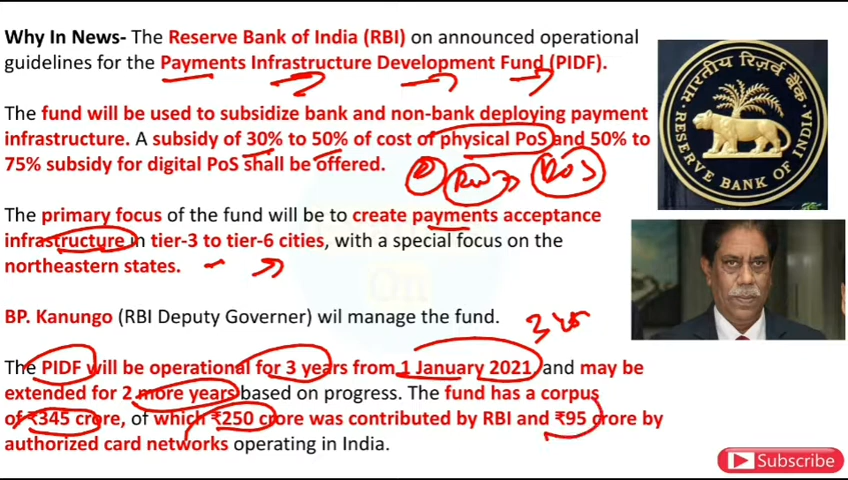 Why In News- The Reserve Bank of India (RBI) on announced operational
guidelines for the Payments Infrastructure Development Fund (PIDF).
The fund will be used to subsidize bank and non-bank deploying payment
infrastructure. A subsidy of 30% to 50% of cost of physical PoS and 50% to
75% subsidy for digital PoS shall be offered.
The primary focus of the fund will be to create payments acceptance
infrastructure in tier-3 to tier-6 cities, with a special focus on the
northeastern states.
BP. Kanungo (RBI Deputy Governer) wil manage the fund.
The PIDF will be operational for 3 years from 1 January 2021, and may be
extended for 2 more years based on progress. The fund has a corpus
of ₹345 crore, of which ₹250 crore was contributed by RBI and ₹95 crore by
authorized card networks operating in India.
भारतीय रिज़र्व बैंक
RESERVE BANK OF INDIA
On
Subscribe